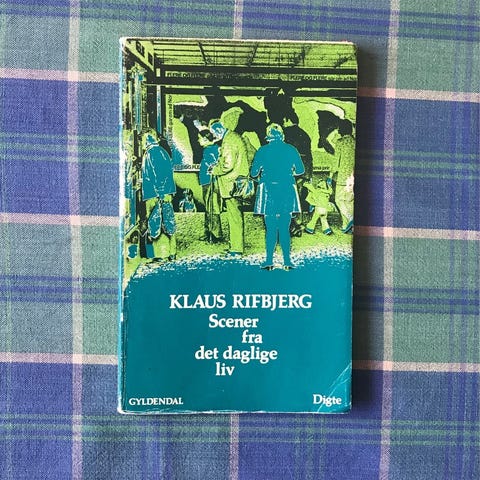 KLAUS RIFBJERG
Scener
fra
det daglige
liv
GYLDENDAL
Digte